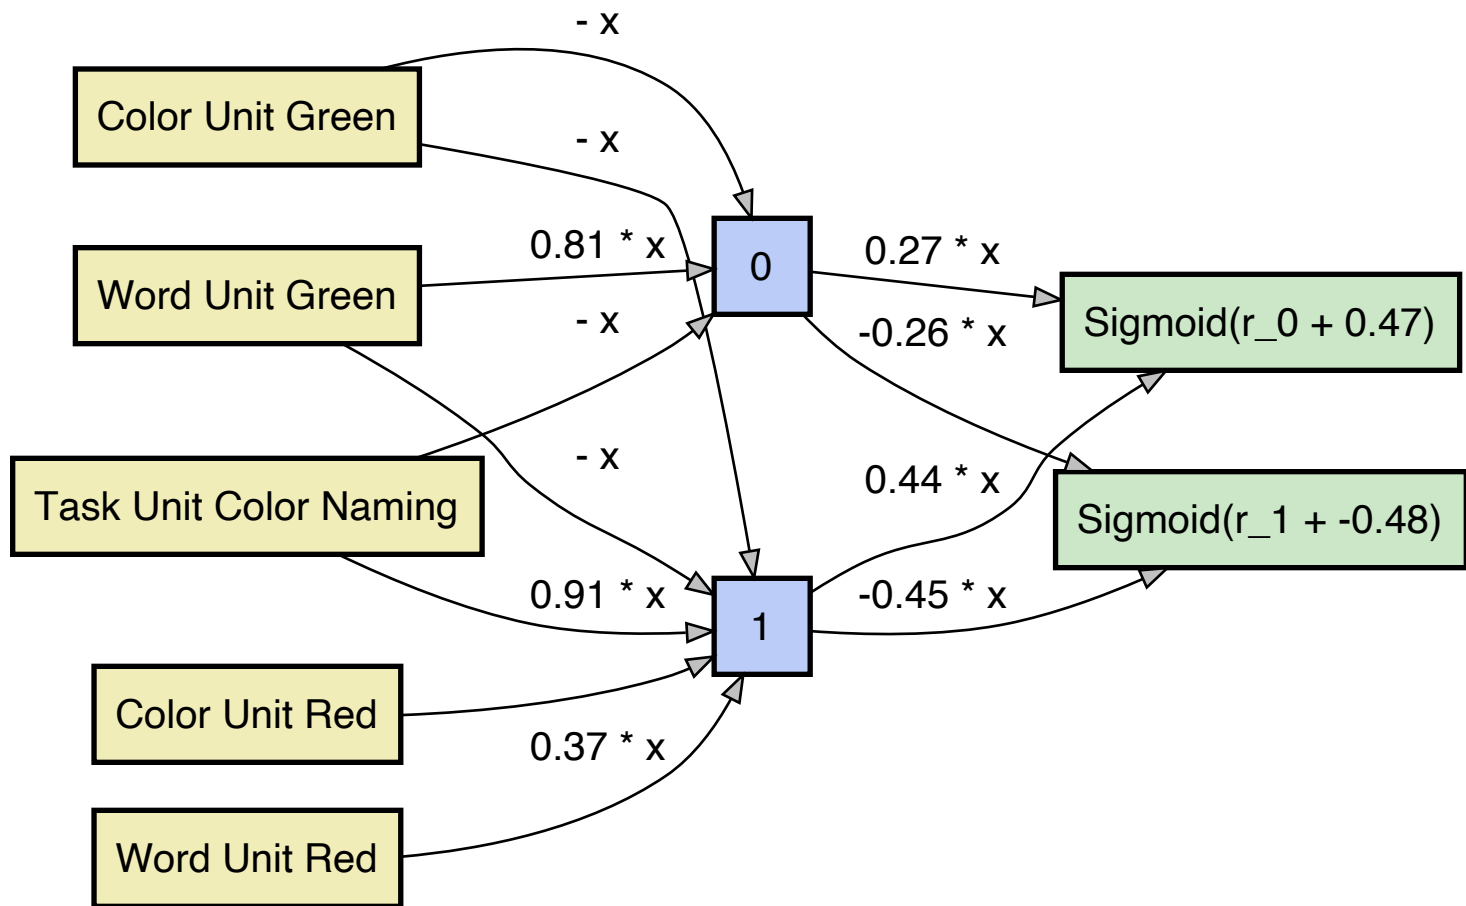 - x
Color Unit Green
- x
Word Unit Green
0.81 * x
- x
0
0.27 * x
-0.26 * x
Sigmoid(r_0 + 0.47)
Task Unit Color Naming
- x
0.44 * x
Sigmoid(r_1 + -0.48)
0.91 * x
1
-0.45 * x
Color Unit Red
0.37 * x
Word Unit Red